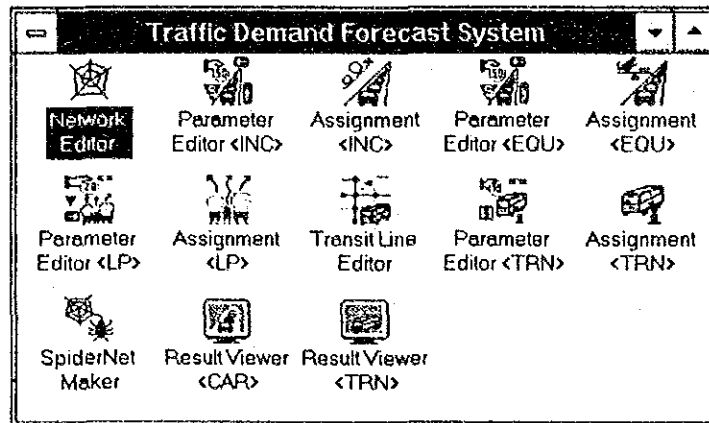 Traffic Demand Forecast System
Network Editor
Parameter Editor <INC>
Assignment <INC>
Parameter Editor <EQU>
Assignment <EQU>
Parameter Editor <LP>
Assignment <LP>
Transit Line Editor
Parameter Editor <TRN>
Assignment <TRN>
SpiderNet Maker
Result Viewer <CAR>
Result Viewer <TRN>